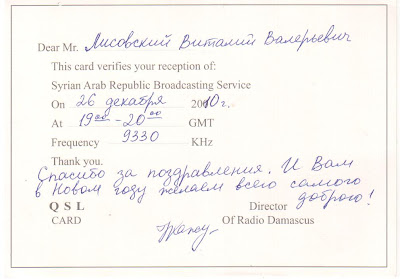 Dear Mr. Лисовский Виталий Валерьевич
This card verifies your reception of:
Syrian Arab Republic Broadcasting Service
On 26 декабря 2010г.,
At 19 00 - 20 00 GMT
Frequency 9330 KHz
Thank you.
Спасибо за поздравления. И Вам
в Новом году желаем всего самого
доброго!
QSL Director
CARD Of Radio Damascus